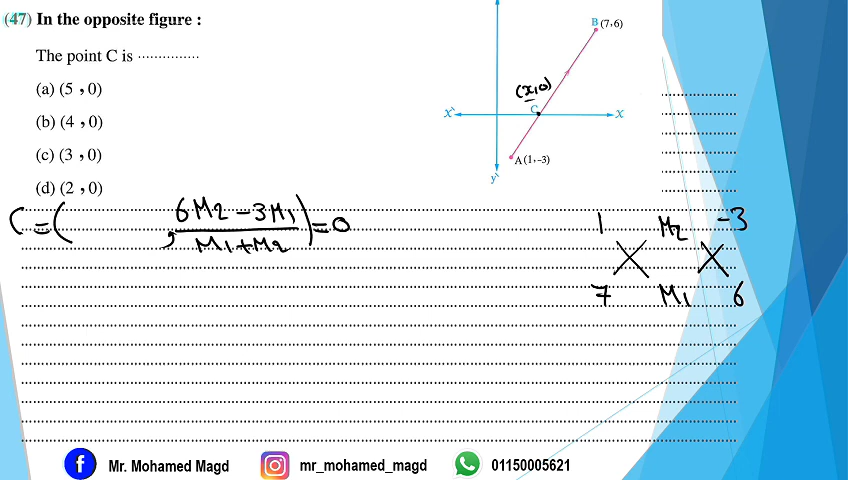 (47) In the opposite figure :
The point C is ...............
(a) (5 , 0)
(b) (4 , 0)
(c) (3 , 0)
(d) (2 , 0)
B (7,6)
(x,0)
C
x'
x
A (1,-3)
y'
C = ( , 6M2 - 3M1 / M1 + M2 ) = 0
1 M2 -3
7 M1 6
f Mr. Mohamed Magd mr_mohamed_magd 01150005621